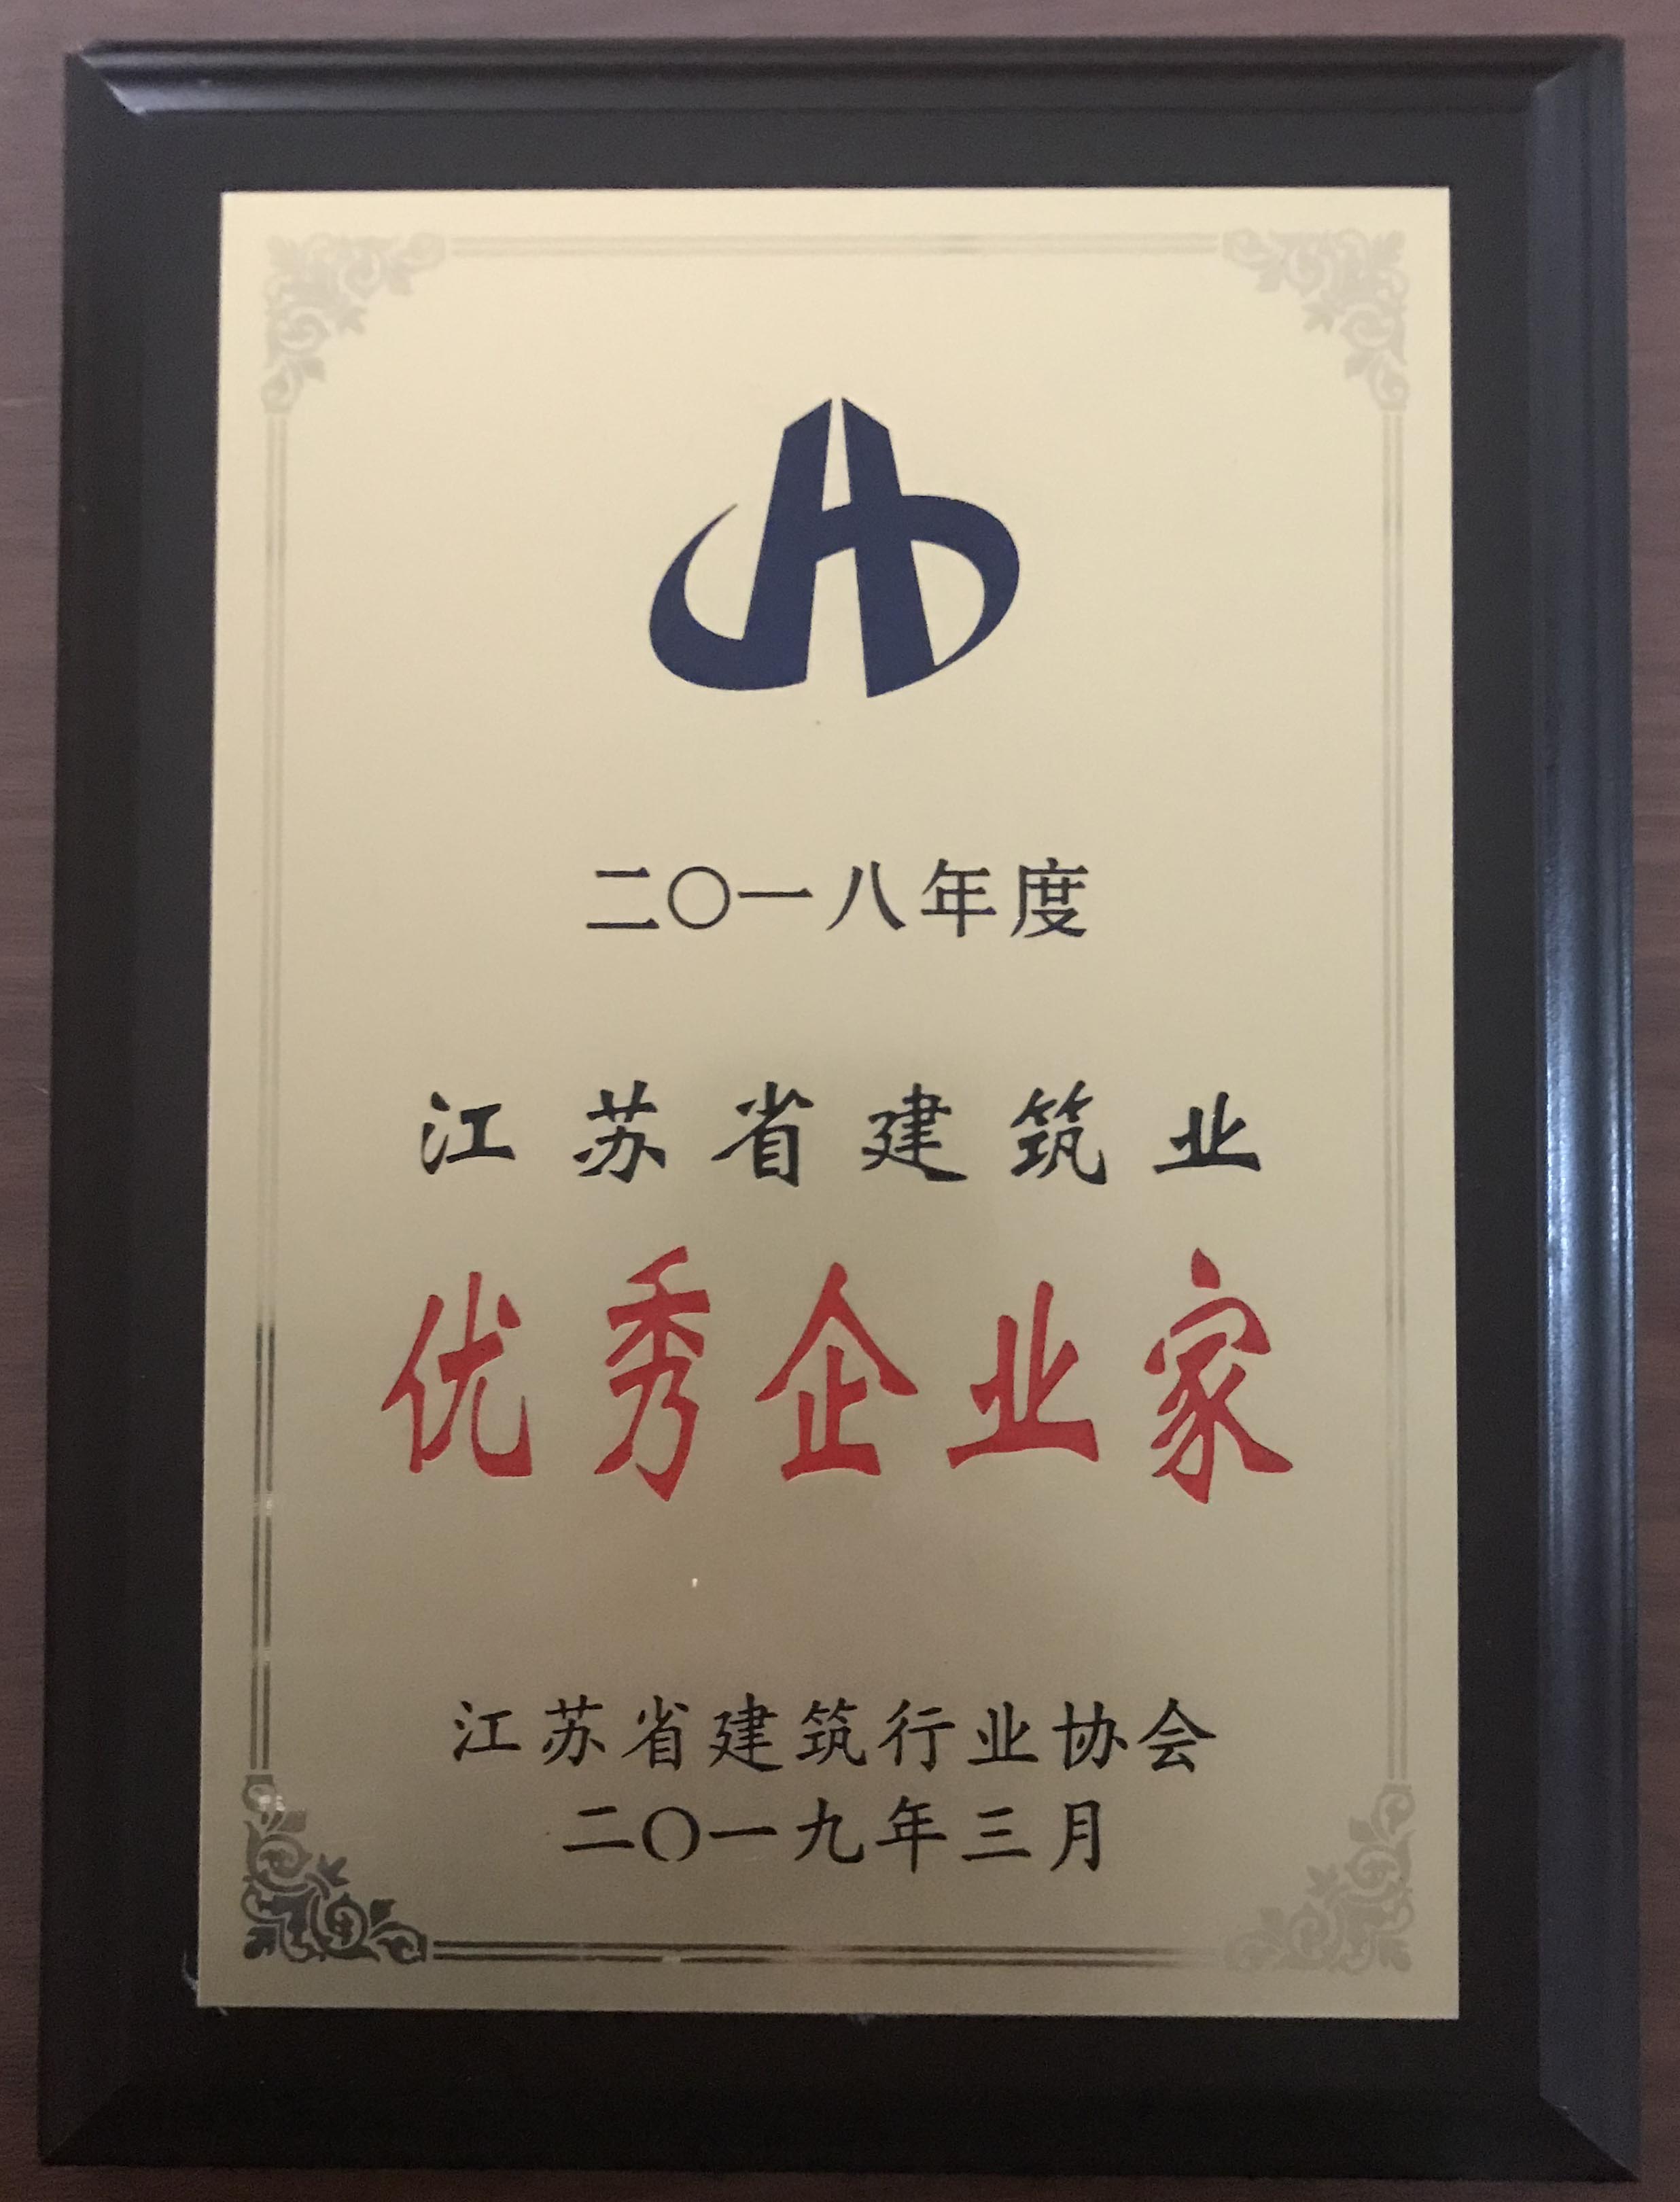 二〇一八年度
江苏省建筑业
优秀企业家
江苏省建筑行业协会
二〇一九年三月